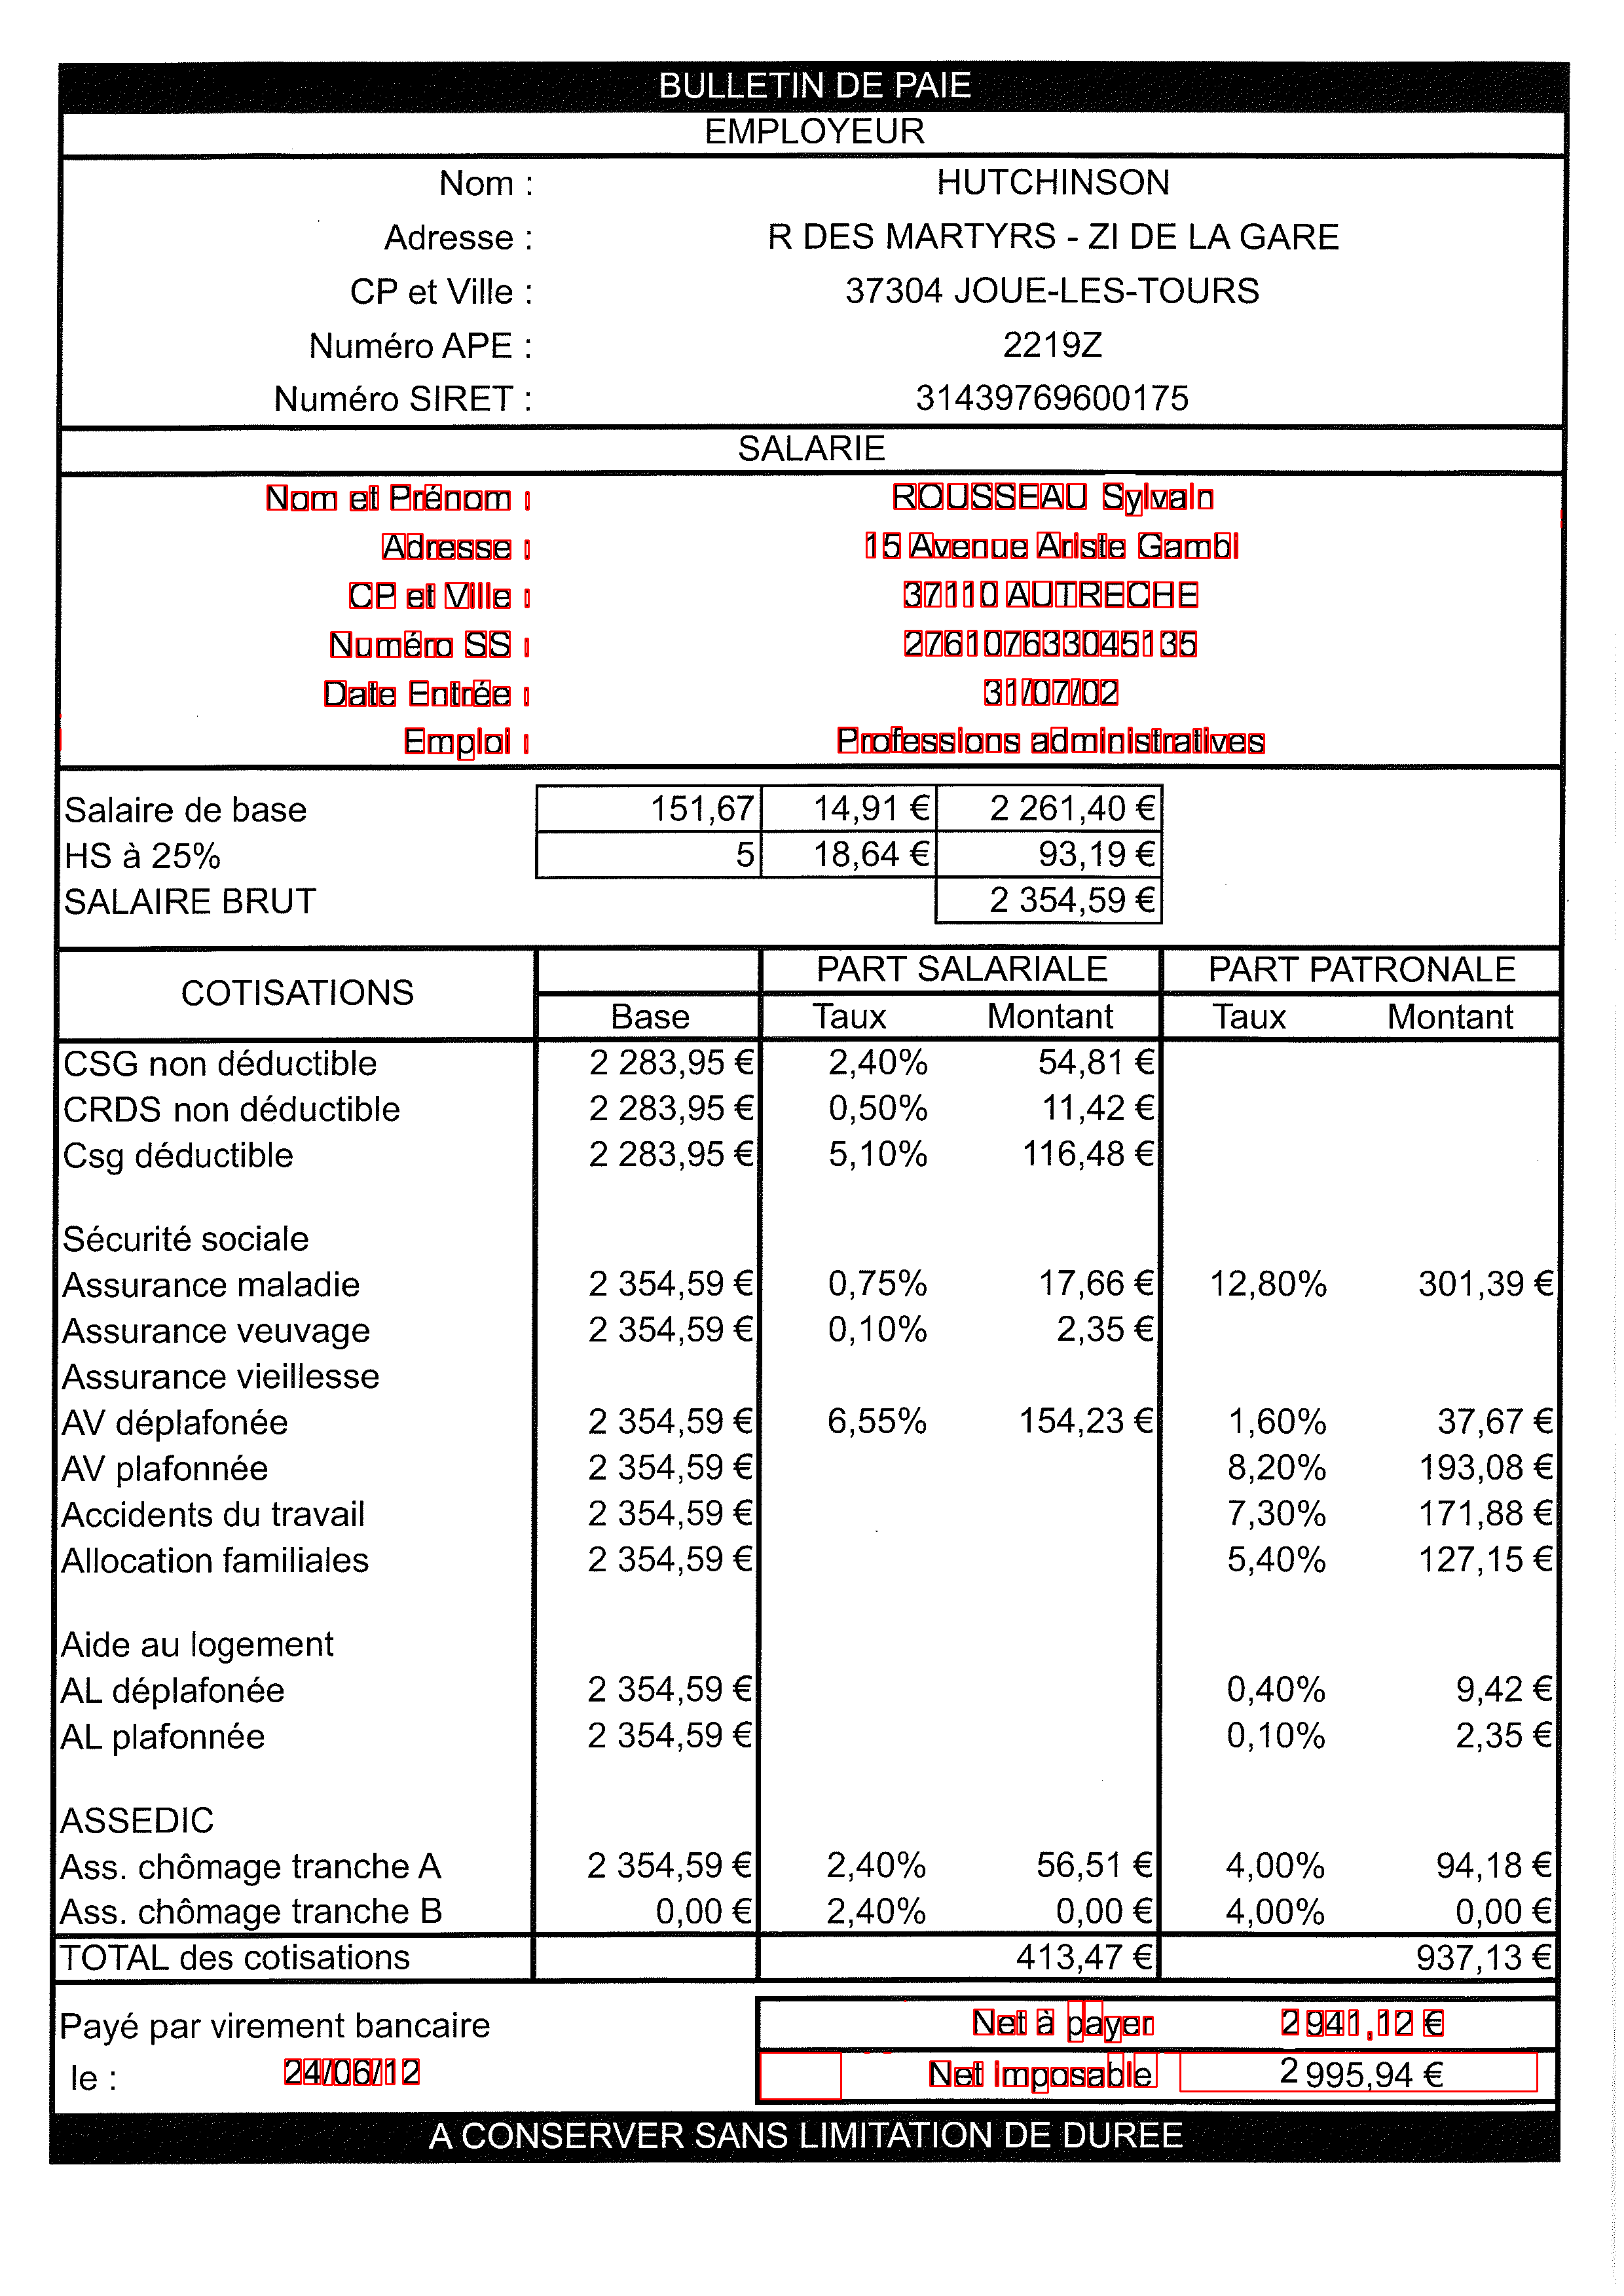 BULLETIN DE PAIE
EMPLOYEUR
Nom : HUTCHINSON
Adresse : R DES MARTYRS - ZI DE LA GARE
CP et Ville : 37304 JOUE-LES-TOURS
Numéro APE : 2219Z
Numéro SIRET : 31439769600175
SALARIE
Nom et Prénom : ROUSSEAU Sylvain
Adresse : 15 Avenue Ariste Gambi
CP et Ville : 37110 AUTRECHE
Numéro SS : 276107633045135
Date Entrée : 31/07/02
Emploi : Professions administratives
Salaire de base 151,67 14,91 € 2 261,40 €
HS à 25% 5 18,64 € 93,19 €
SALAIRE BRUT 2 354,59 €
COTISATIONS PART SALARIALE PART PATRONALE
Base Taux Montant Taux Montant
CSG non déductible 2 283,95 € 2,40% 54,81 €
CRDS non déductible 2 283,95 € 0,50% 11,42 €
Csg déductible 2 283,95 € 5,10% 116,48 €
Sécurité sociale
Assurance maladie 2 354,59 € 0,75% 17,66 € 12,80% 301,39 €
Assurance veuvage 2 354,59 € 0,10% 2,35 €
Assurance vieillesse
AV déplafonée 2 354,59 € 6,55% 154,23 € 1,60% 37,67 €
AV plafonnée 2 354,59 € 8,20% 193,08 €
Accidents du travail 2 354,59 € 7,30% 171,88 €
Allocation familiales 2 354,59 € 5,40% 127,15 €
Aide au logement
AL déplafonée 2 354,59 € 0,40% 9,42 €
AL plafonnée 2 354,59 € 0,10% 2,35 €
ASSEDIC
Ass. chômage tranche A 2 354,59 € 2,40% 56,51 € 4,00% 94,18 €
Ass. chômage tranche B 0,00 € 2,40% 0,00 € 4,00% 0,00 €
TOTAL des cotisations 413,47 € 937,13 €
Payé par virement bancaire Net à payer 2 941,12 €
le : 24/06/12 Net imposable 2 995,94 €
A CONSERVER SANS LIMITATION DE DUREE